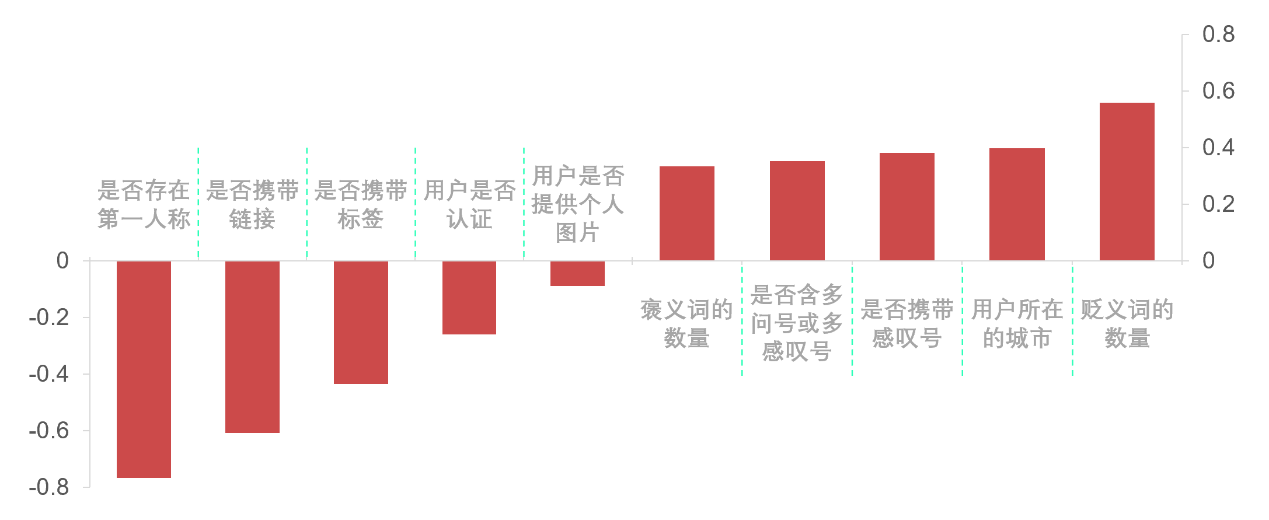 0.8
0.6
0.4
0.2
0
是否存在
第一人称
是否携带
链接
是否携带
标签
用户是否
认证
用户是否
提供个人
图片
0
-0.2
-0.4
-0.6
-0.8
褒义词的
数量
是否含多
问号或多
感叹号
是否携带
感叹号
用户所在
的城市
贬义词的
数量